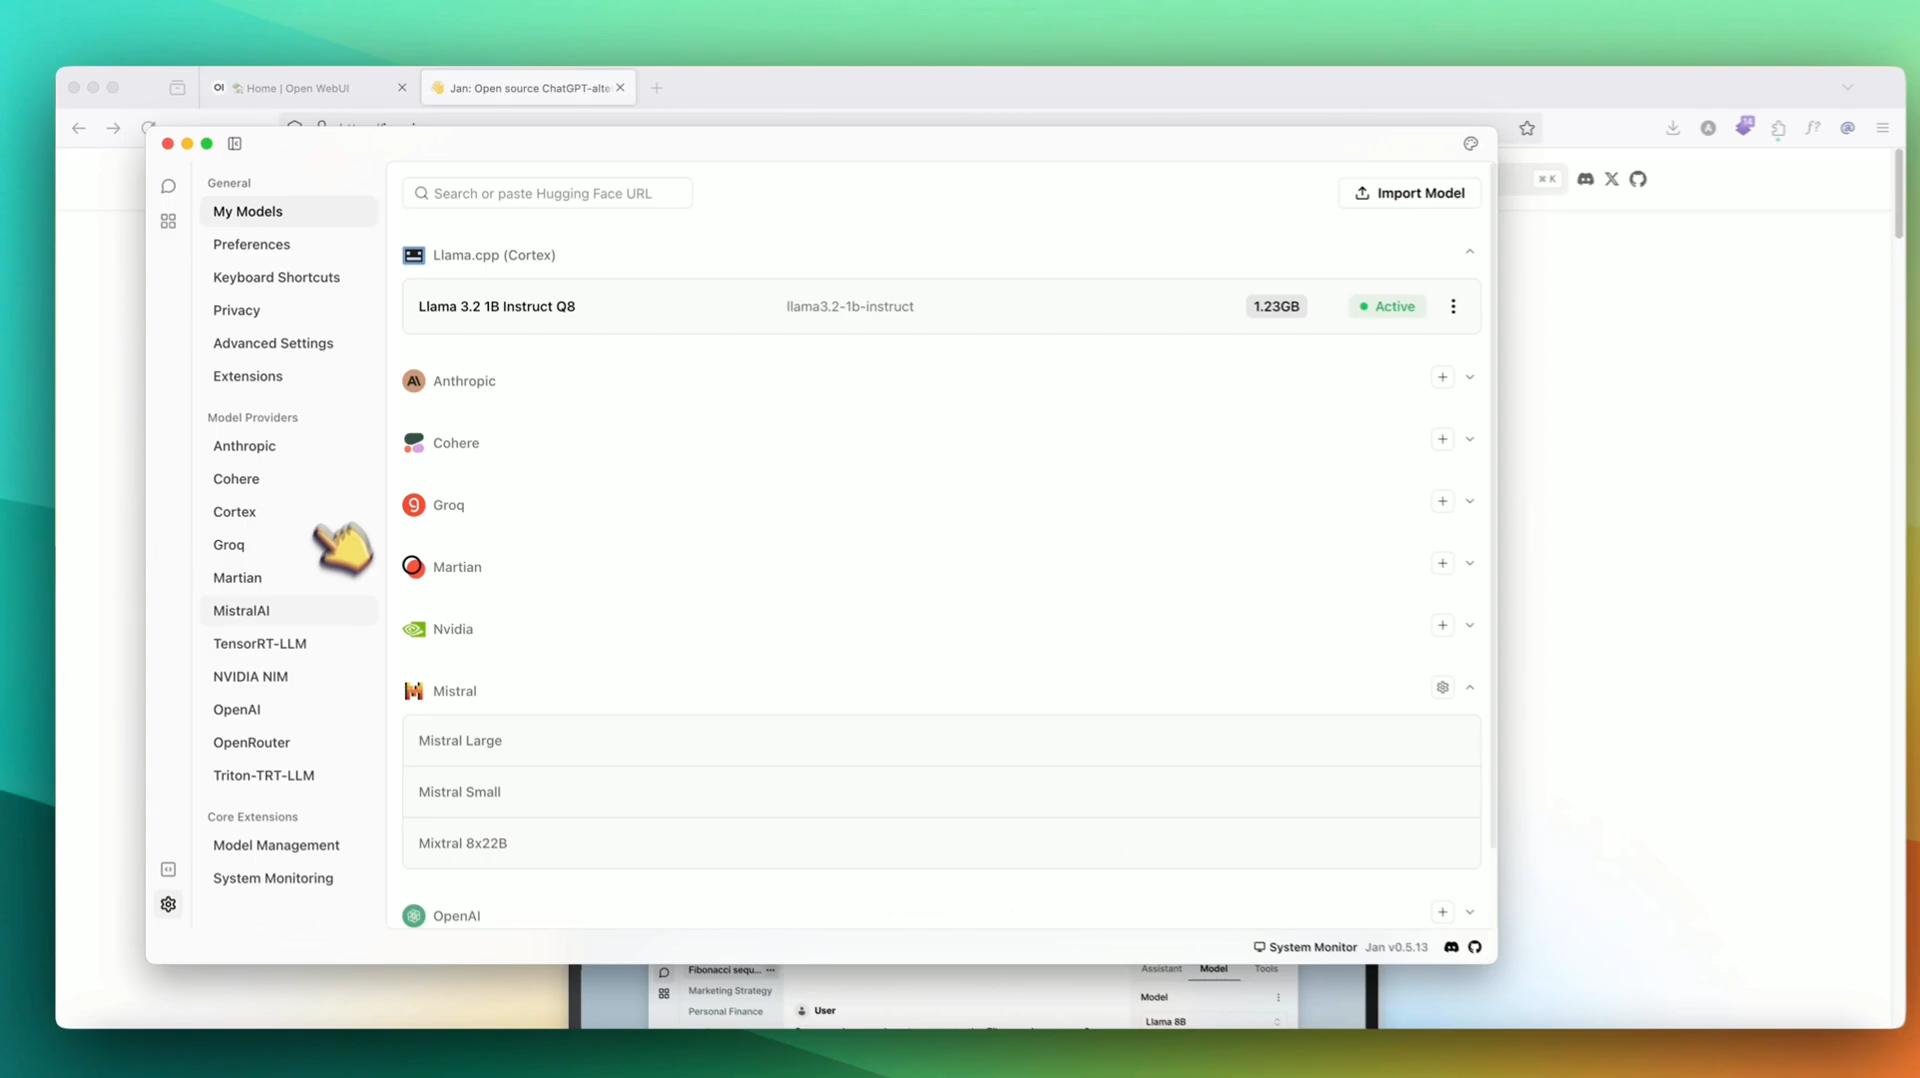 OI Home | Open WebUI
Jan: Open source ChatGPT-alte
General
My Models
Preferences
Keyboard Shortcuts
Privacy
Advanced Settings
Extensions
Model Providers
Anthropic
Cohere
Cortex
Groq
Martian
MistralAI
TensorRT-LLM
NVIDIA NIM
OpenAI
OpenRouter
Triton-TRT-LLM
Core Extensions
Model Management
System Monitoring
Search or paste Hugging Face URL
Import Model
⌘ K
Llama.cpp (Cortex)
Llama 3.2 1B Instruct Q8 llama3.2-1b-instruct 1.23GB Active
Anthropic
Cohere
Groq
Martian
Nvidia
Mistral
Mistral Large
Mistral Small
Mixtral 8x22B
OpenAI
System Monitor Jan v0.5.13
Fibonacci sequ...
Marketing Strategy
Personal Finance
User
Assistant Model Tools
Model
Llama 8B